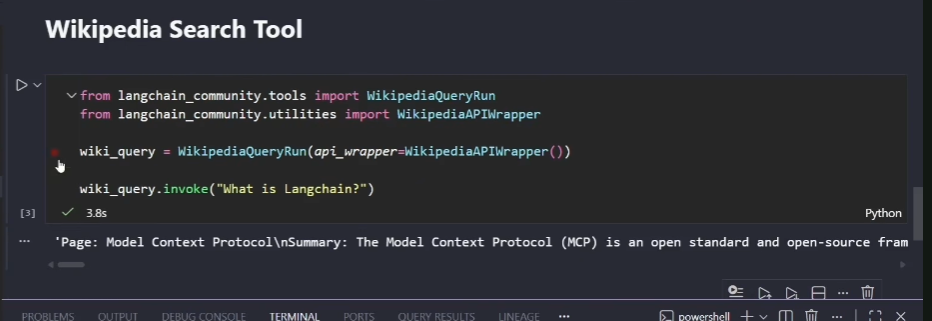 Wikipedia Search Tool
from langchain_community.tools import WikipediaQueryRun
from langchain_community.utilities import WikipediaAPIWrapper
wiki_query = WikipediaQueryRun(api_wrapper=WikipediaAPIWrapper())
wiki_query.invoke("What is Langchain?")
[3] 3.8s Python
... 'Page: Model Context Protocol\nSummary: The Model Context Protocol (MCP) is an open standard and open-source fram
PROBLEMS OUTPUT DEBUG CONSOLE TERMINAL PORTS QUERY RESULTS LINEAGE ... powershell